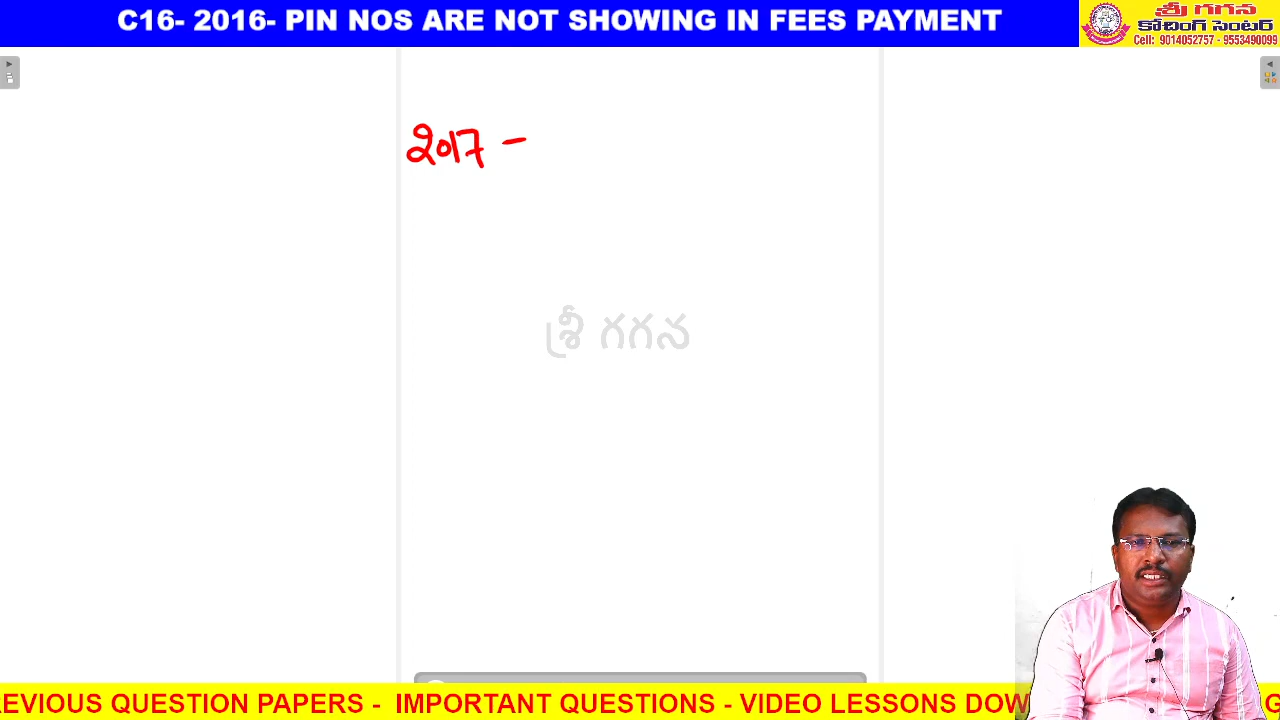 C16- 2016- PIN NOS ARE NOT SHOWING IN FEES PAYMENT
శ్రీ గగన
కోచింగ్ సెంటర్
Cell: 9014052757 - 9553490099
2017 -
శ్రీ గగన
REVIOUS QUESTION PAPERS - IMPORTANT QUESTIONS - VIDEO LESSONS DOW G